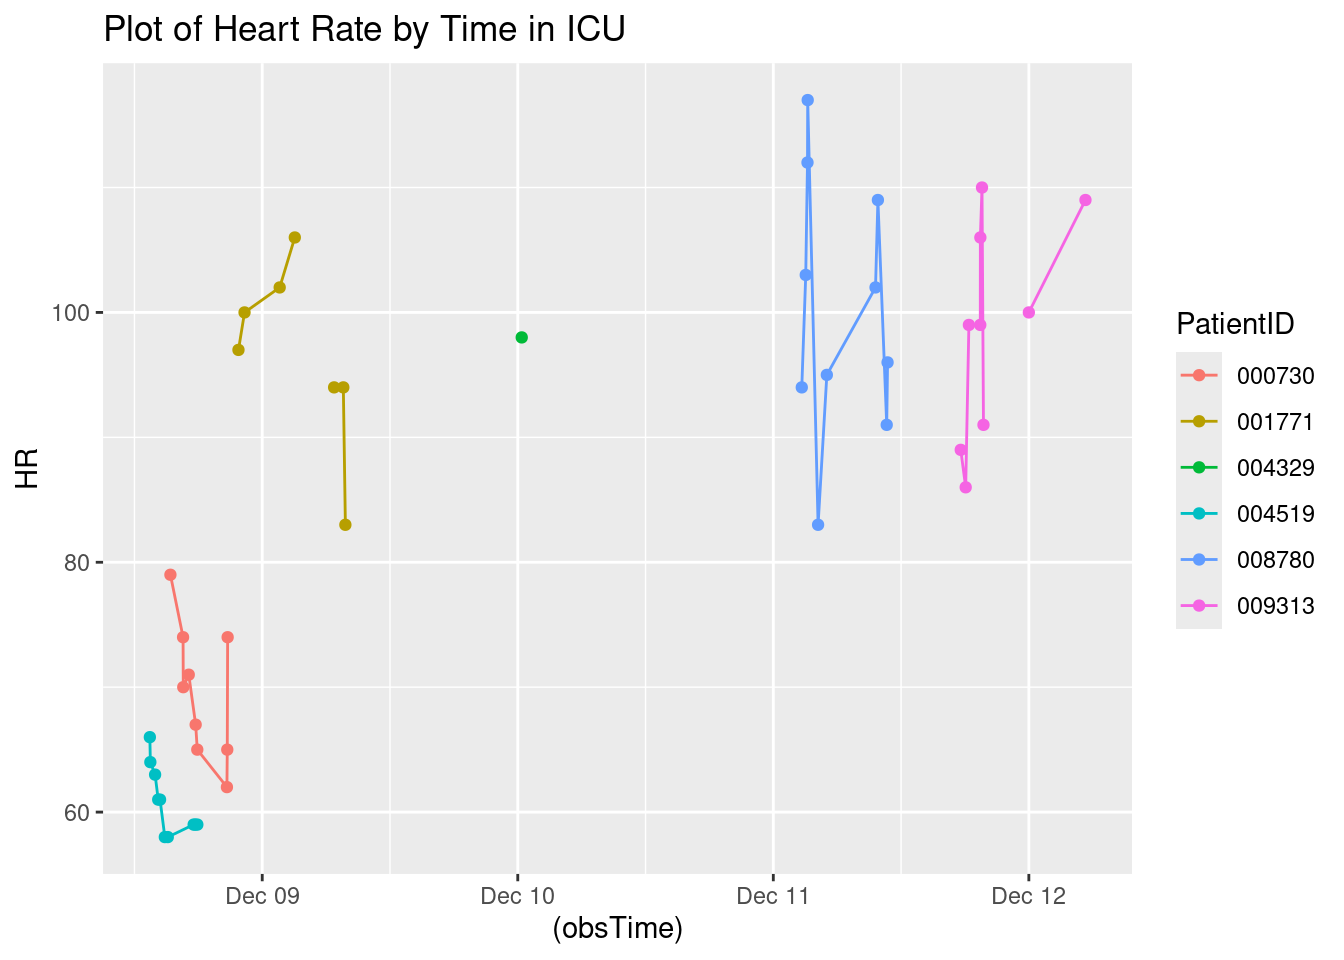 Plot of Heart Rate by Time in ICU
HR
100
80
60
Dec 09
Dec 10
Dec 11
Dec 12
(obsTime)
PatientID
000730
001771
004329
004519
008780
009313